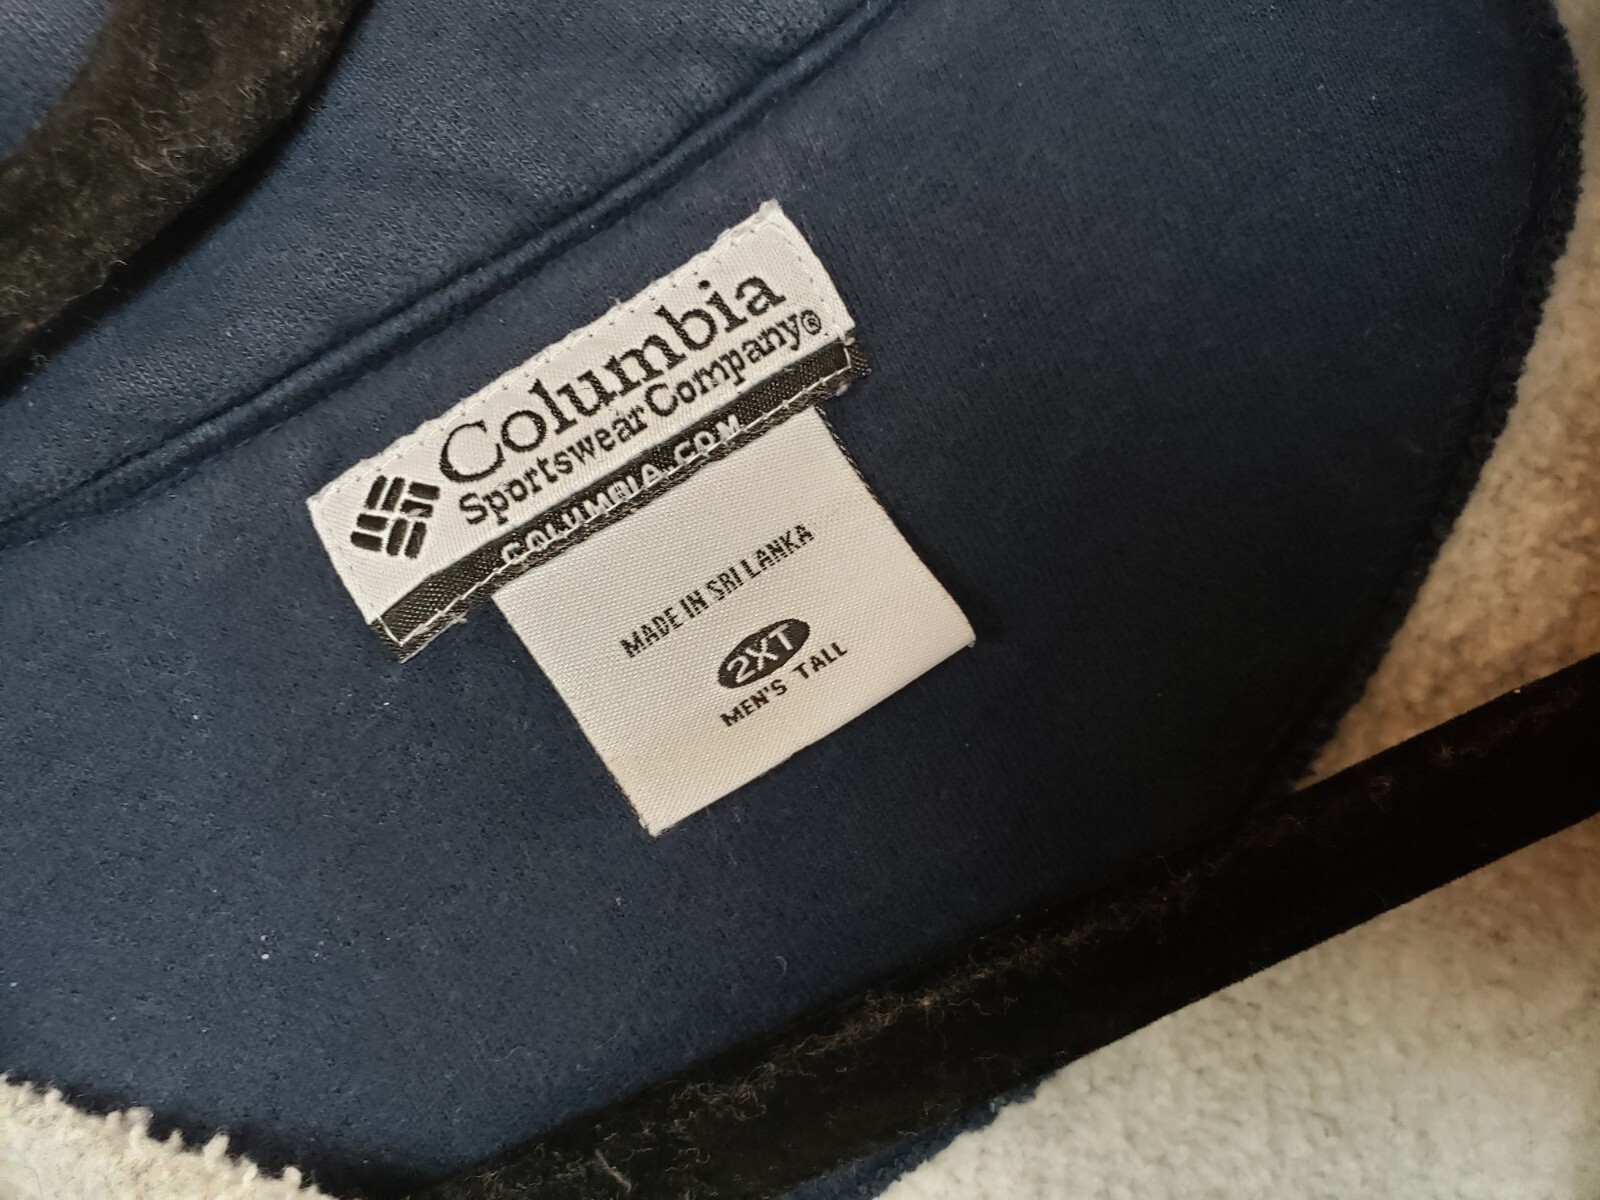 Columbia
Sportswear Company®
COLUMBIA.COM
MADE IN SRI LANKA
2XT
MEN'S TALL